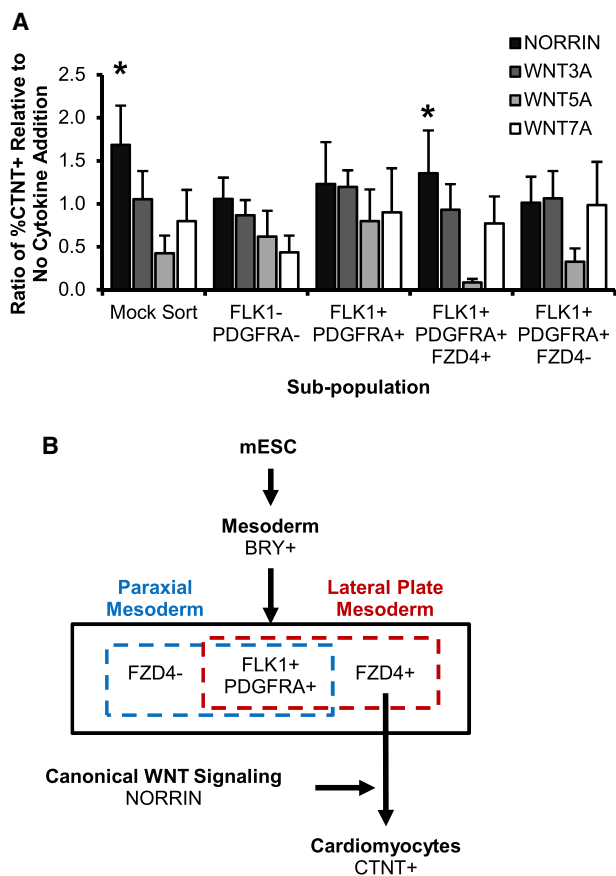 A
NORRIN
WNT3A
WNT5A
WNT7A
Ratio of %CTNT+ Relative to
No Cytokine Addition
2.5
2.0
1.5
1.0
0.5
0.0
*
*
Mock Sort
FLK1-
PDGFRA-
FLK1+
PDGFRA+
FLK1+
PDGFRA+
FZD4+
FLK1+
PDGFRA+
FZD4-
Sub-population
B
mESC
Mesoderm
BRY+
Paraxial
Mesoderm
Lateral Plate
Mesoderm
FZD4-
FLK1+
PDGFRA+
FZD4+
Canonical WNT Signaling
NORRIN
Cardiomyocytes
CTNT+